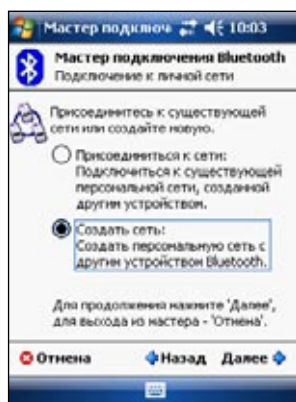 Мастер подключ 10:03
Мастер подключения Bluetooth
Подключение к личной сети
Присоединитесь к существующей
сети или создайте новую.
Присоединиться к сети:
Подключиться к существующей
персональной сети, созданной
другим устройством.
Создать сеть:
Создать персональную сеть с
другим устройством Bluetooth.
Для продолжения нажмите 'Далее',
для выхода из мастера - 'Отмена'.
Отмена Назад Далее